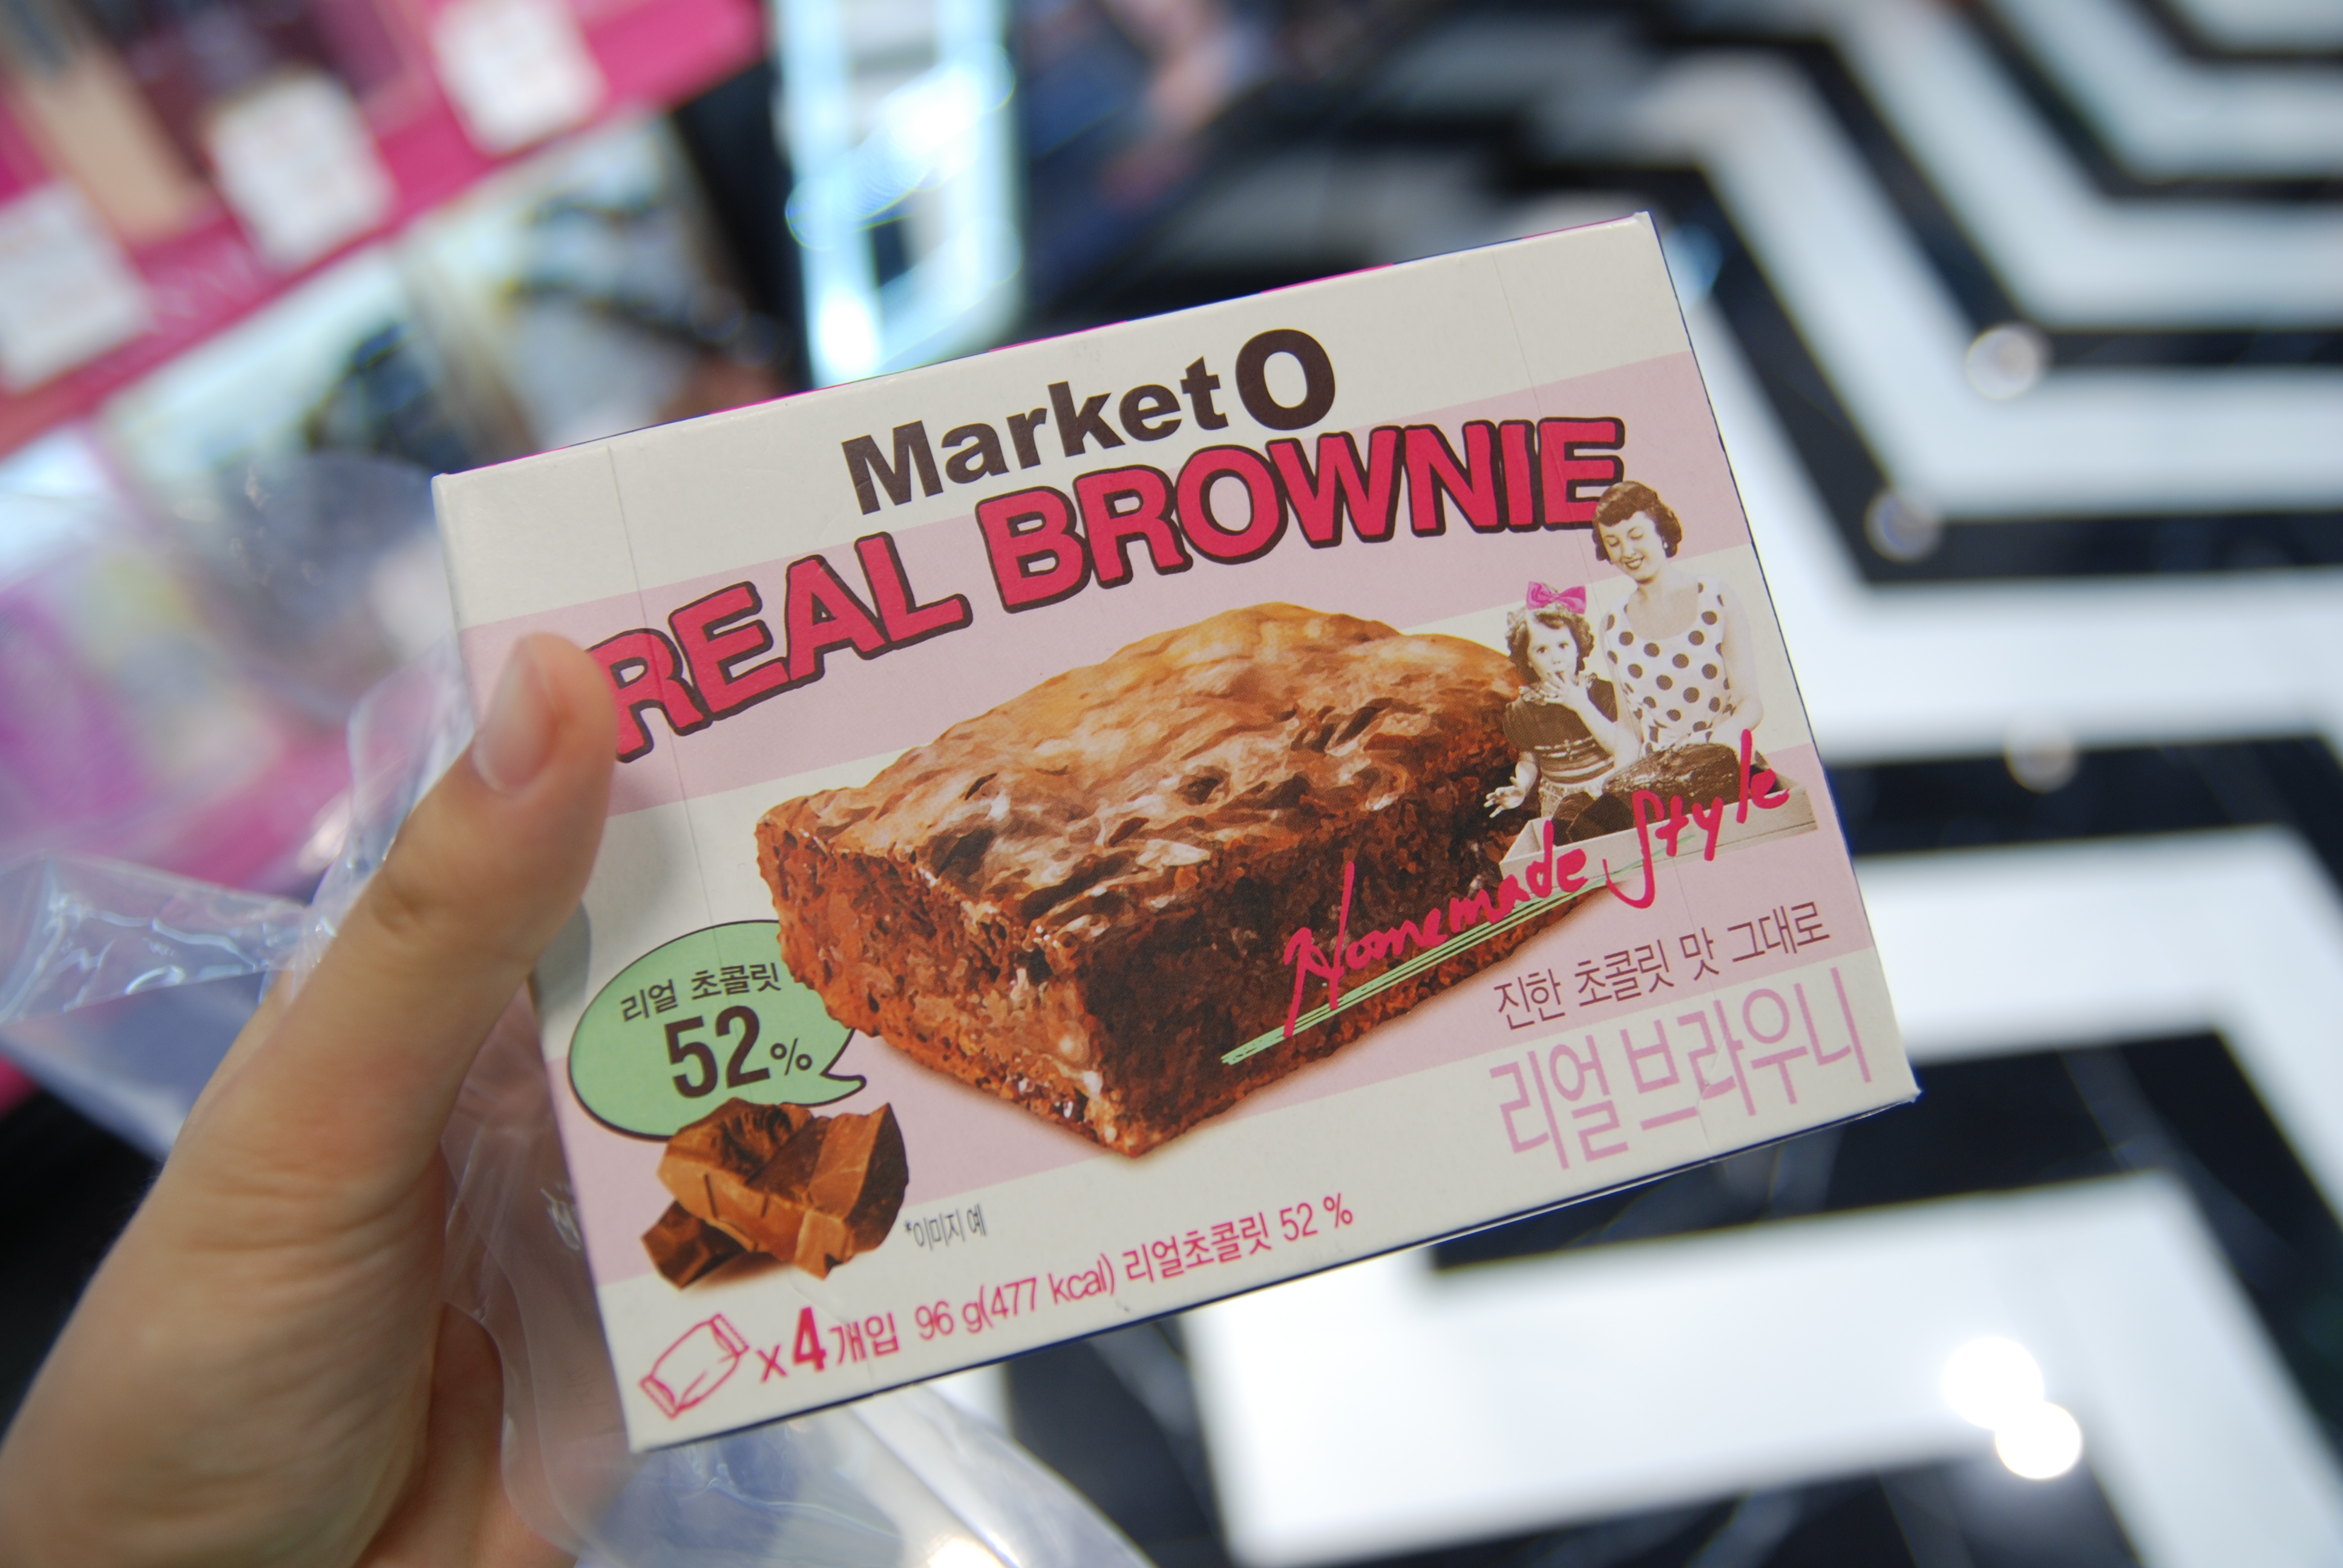 Market O
REAL BROWNIE
Homemade Style
리얼 초콜릿
52%
진한 초콜릿 맛 그대로
리얼 브라우니
*이미지 예
x 4개입 96 g(477 kcal) 리얼초콜릿 52 %